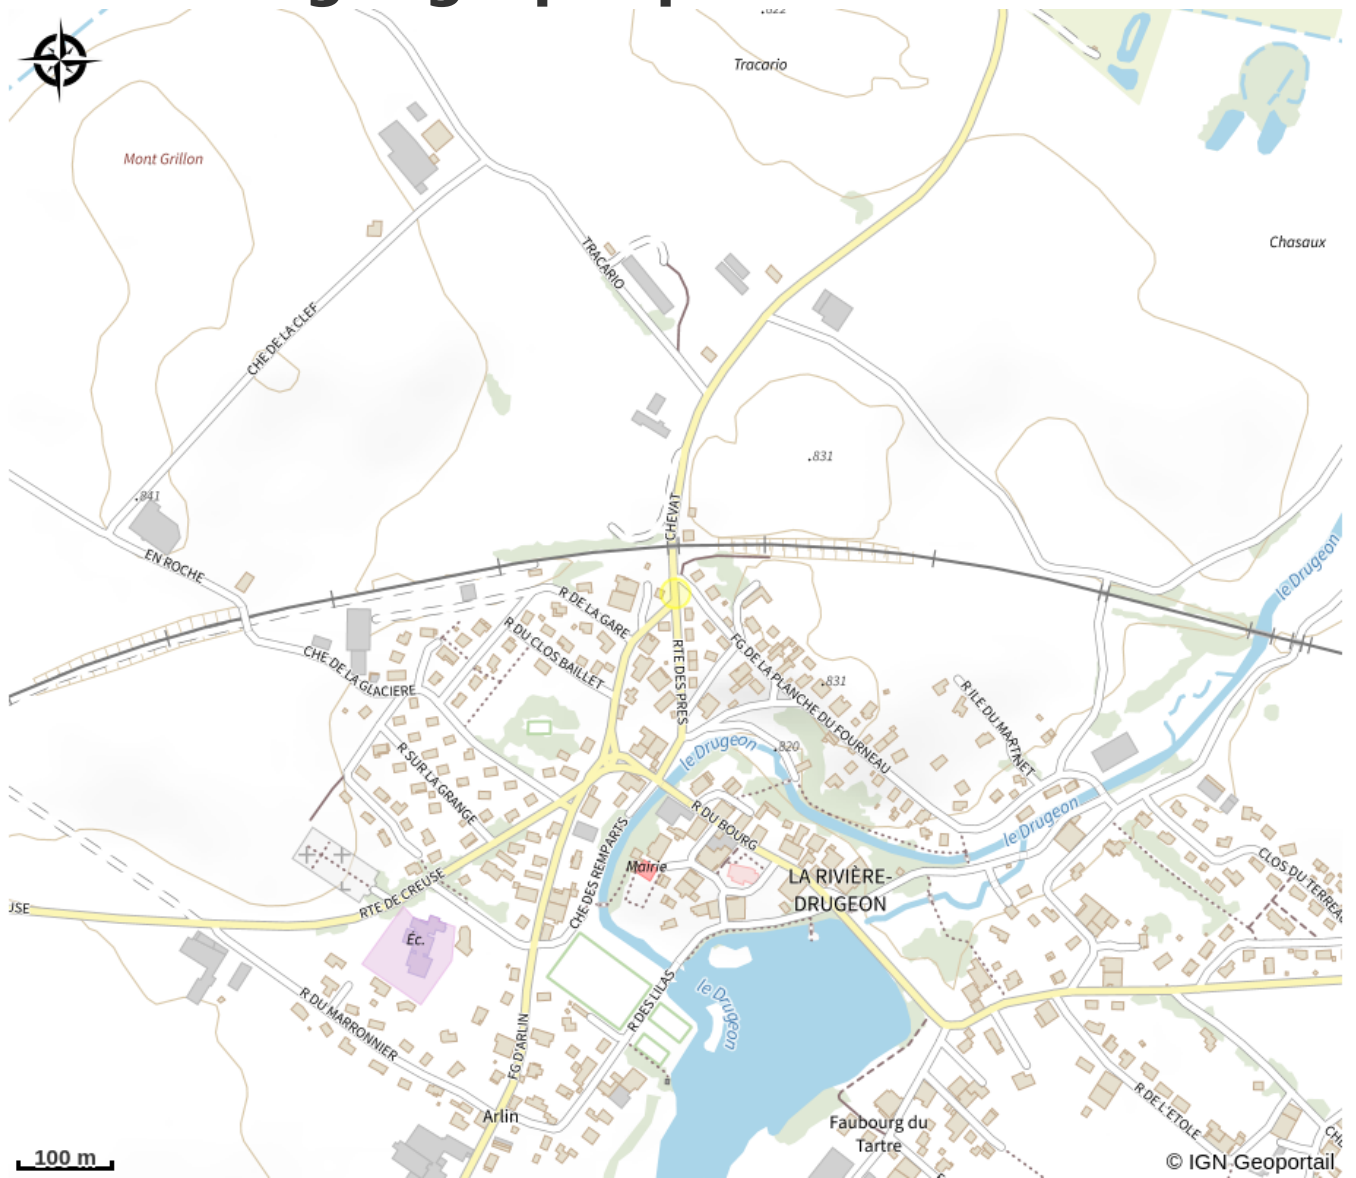 .822
Tracario
Mont Grillon
Chasaux
TRACARIO
CHE DE LA CLEF
.831
.841
CHEVAT
EN ROCHE
le Drugeon
R DE LA GARE
R DU CLOS BAILLET
RTE DES PRES
FG DE LA PLANCHE DU FOURNEAU
CHE DE LA GLACIERE
.831
R ILE DU MARTINET
le Drugeon
.820
R SUR LA GRANGE
R DU BOURG
le Drugeon
CHE DES REMPARTS
Mairie
CLOS DU TERREAU
LA RIVIÈRE-
DRUGEON
RTE DE CREUSE
USE
Éc.
R DES LILAS
le Drugeon
R DU MARRONNIER
FG D'ARLIN
Arlin
R DE L'ETOLE
Faubourg du
Tartre
CHE
100 m
© IGN Geoportail